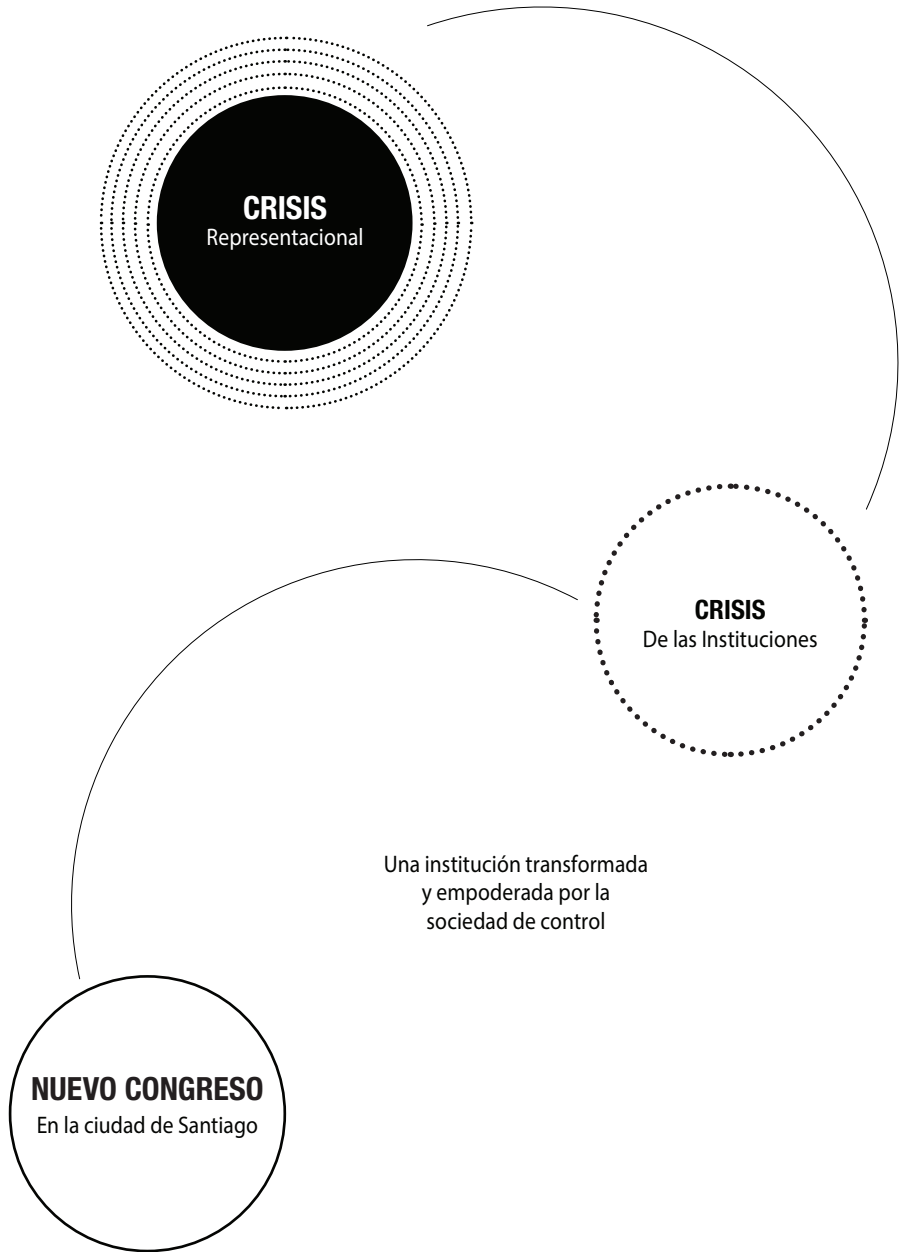 CRISIS
Representacional
CRISIS
De las Instituciones
Una institución transformada
y empoderada por la
sociedad de control
NUEVO CONGRESO
En la ciudad de Santiago